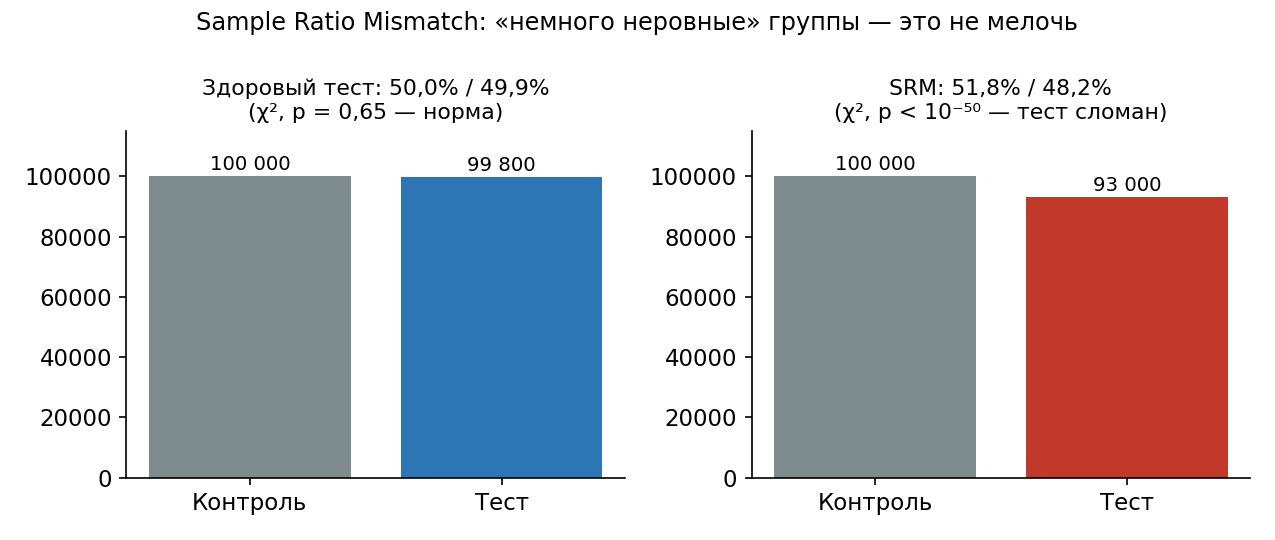 Sample Ratio Mismatch: «немного неровные» группы — это не мелочь
Здоровый тест: 50,0% / 49,9%
(χ², p = 0,65 — норма)
100 000
99 800
100000
80000
60000
40000
20000
0
Контроль
Тест
SRM: 51,8% / 48,2%
(χ², p < 10⁻⁵⁰ — тест сломан)
100 000
93 000
100000
80000
60000
40000
20000
0
Контроль
Тест